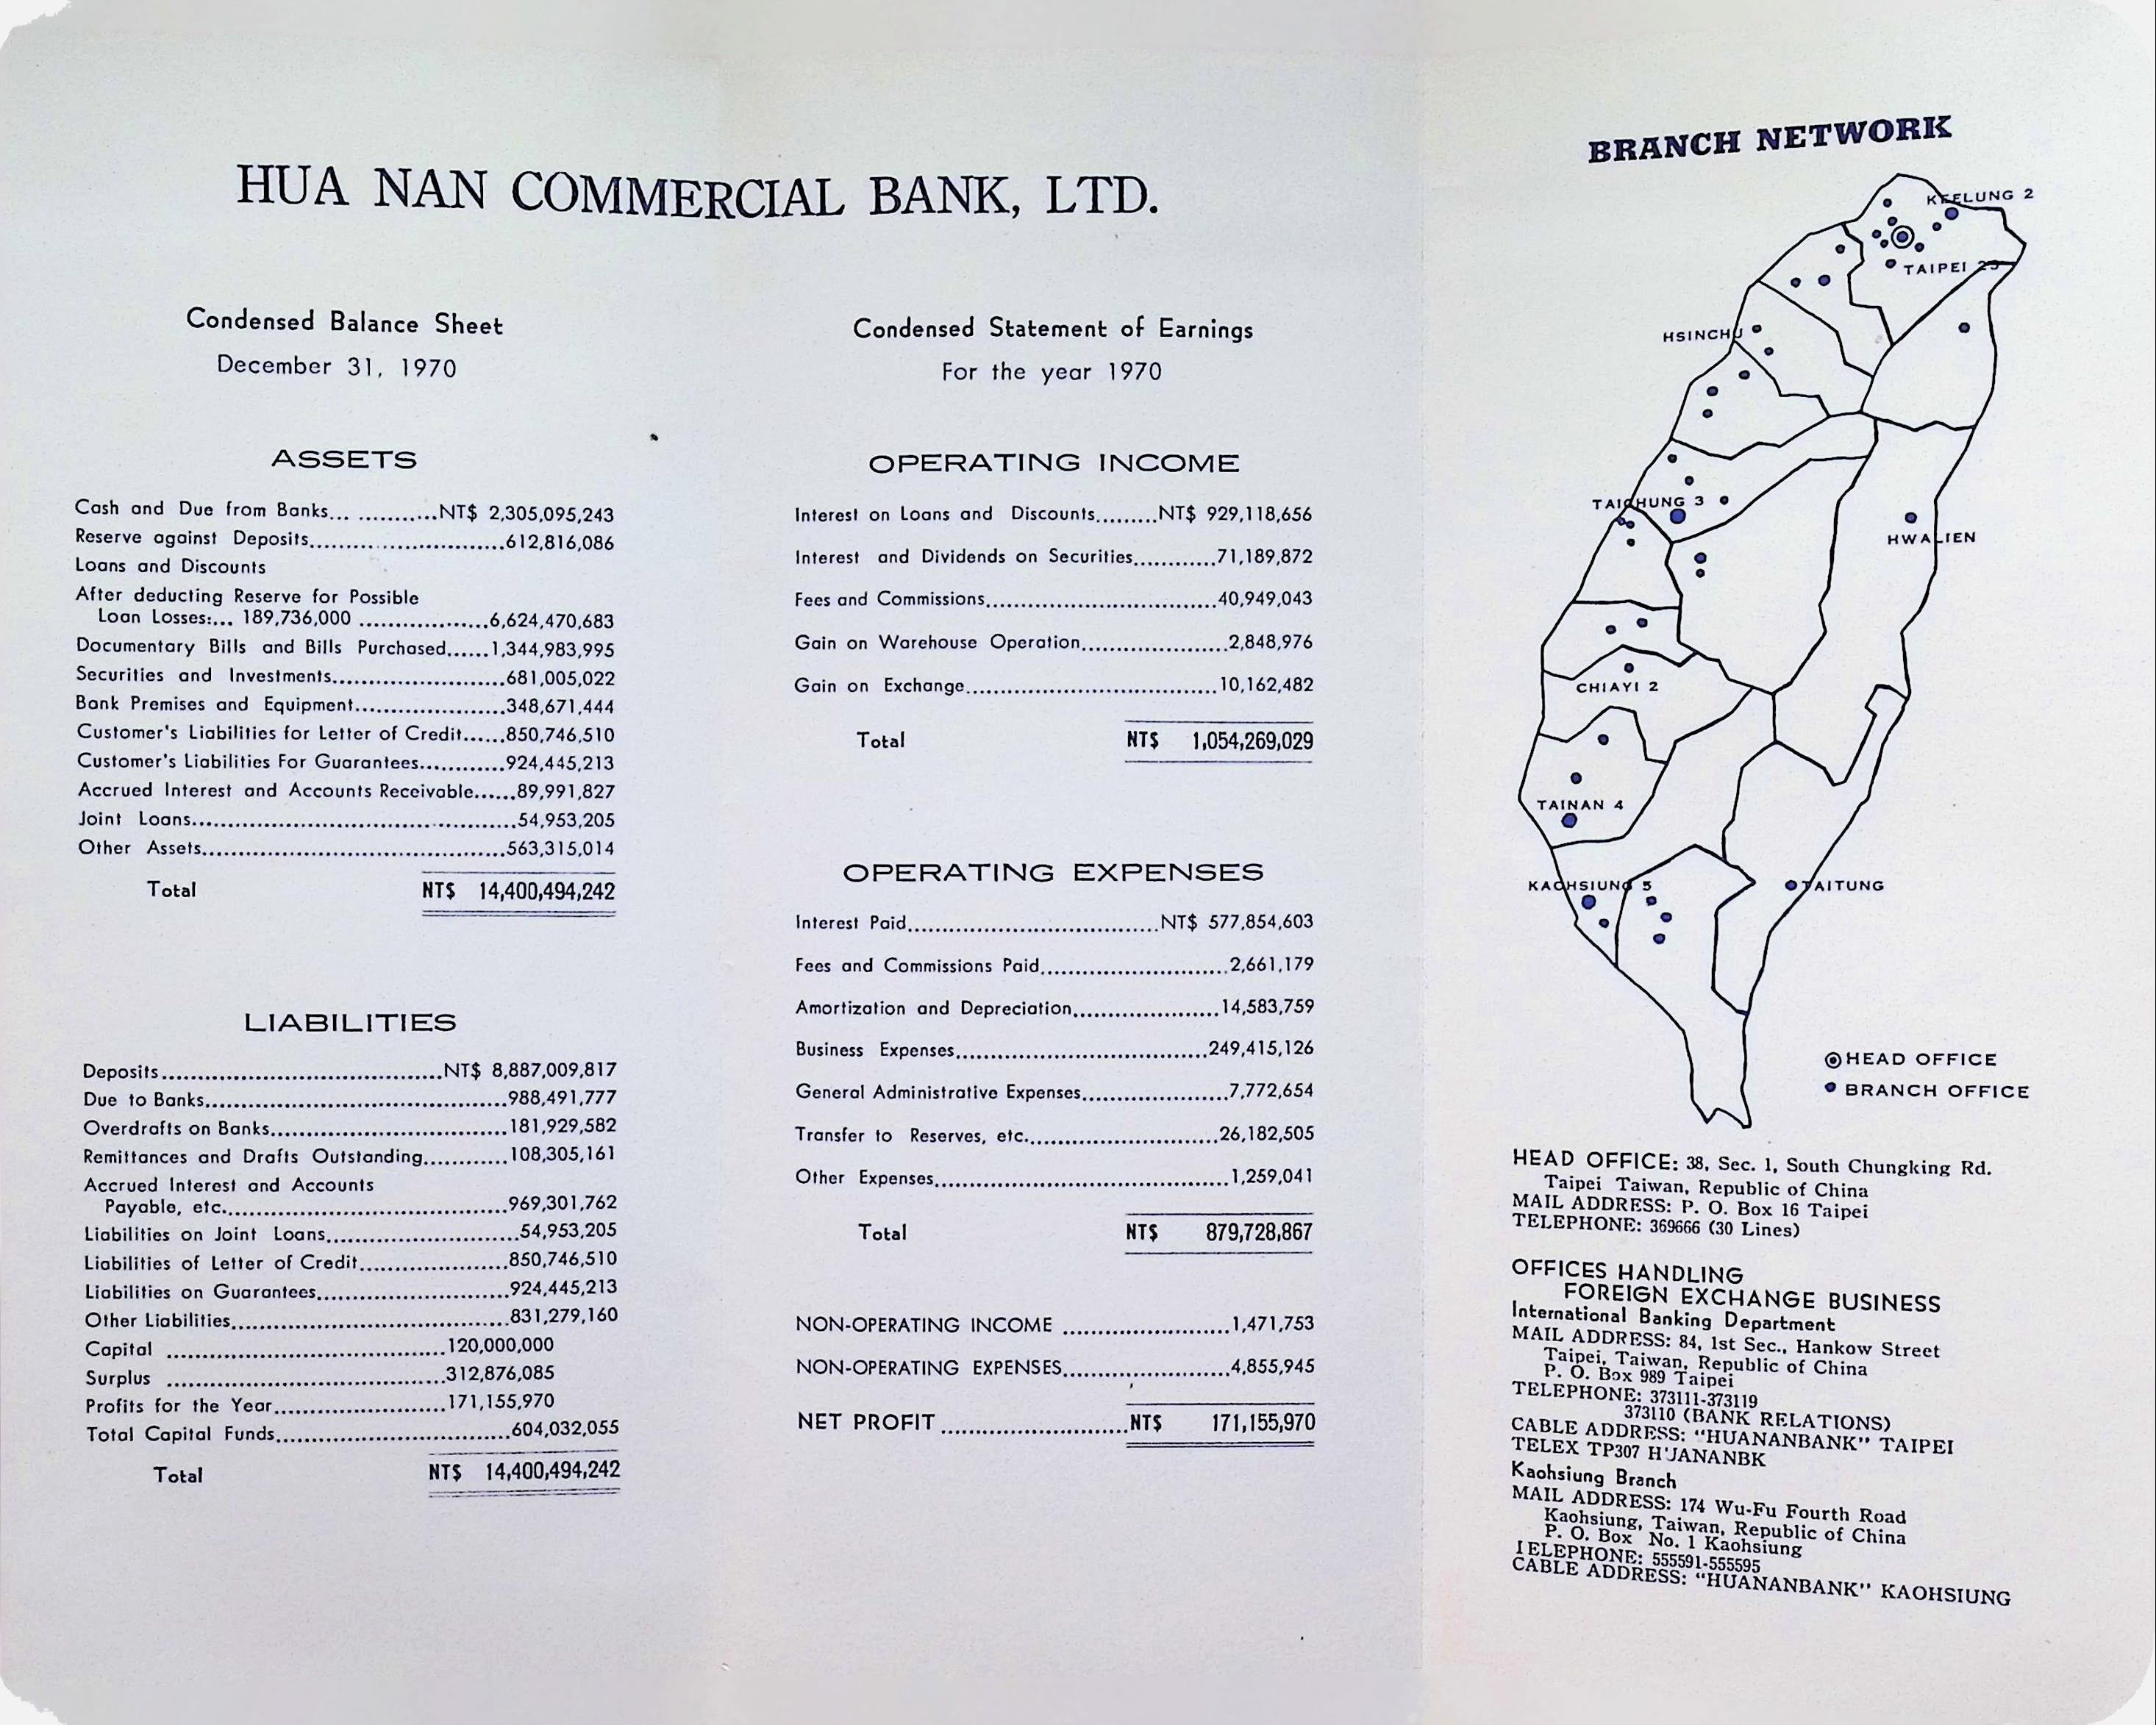 HUA NAN COMMERCIAL BANK, LTD.
Condensed Balance Sheet
December 31, 1970
ASSETS
Cash and Due from Banks... ...........NT$ 2,305,095,243
Reserve against Deposits............................612,816,086
Loans and Discounts
After deducting Reserve for Possible
Loan Losses:... 189,736,000 ..................6,624,470,683
Documentary Bills and Bills Purchased......1,344,983,995
Securities and Investments.........................681,005,022
Bank Premises and Equipment.....................348,671,444
Customer's Liabilities for Letter of Credit......850,746,510
Customer's Liabilities For Guarantees............924,445,213
Accrued Interest and Accounts Receivable......89,991,827
Joint Loans..............................................54,953,205
Other Assets...........................................563,315,014
Total NT$ 14,400,494,242
LIABILITIES
Deposits.......................................NT$ 8,887,009,817
Due to Banks...........................................988,491,777
Overdrafts on Banks..................................181,929,582
Remittances and Drafts Outstanding............108,305,161
Accrued Interest and Accounts
Payable, etc........................................969,301,762
Liabilities on Joint Loans...........................54,953,205
Liabilities of Letter of Credit.....................850,746,510
Liabilities on Guarantees...........................924,445,213
Other Liabilities.......................................831,279,160
Capital .......................................120,000,000
Surplus .......................................312,876,085
Profits for the Year........................171,155,970
Total Capital Funds.................................604,032,055
Total NT$ 14,400,494,242
Condensed Statement of Earnings
For the year 1970
OPERATING INCOME
Interest on Loans and Discounts.........NT$ 929,118,656
Interest and Dividends on Securities............71,189,872
Fees and Commissions.................................40,949,043
Gain on Warehouse Operation.....................2,848,976
Gain on Exchange....................................10,162,482
Total NT$ 1,054,269,029
OPERATING EXPENSES
Interest Paid...................................NT$ 577,854,603
Fees and Commissions Paid..........................2,661,179
Amortization and Depreciation.....................14,583,759
Business Expenses...................................249,415,126
General Administrative Expenses....................7,772,654
Transfer to Reserves, etc...........................26,182,505
Other Expenses.........................................1,259,041
Total NT$ 879,728,867
NON-OPERATING INCOME .......................1,471,753
NON-OPERATING EXPENSES.......................4,855,945
NET PROFIT ..........................NT$ 171,155,970
BRANCH NETWORK
KEELUNG 2
TAIPEI 23
HSINCHU
TAICHUNG 3
HWALIEN
CHIAYI 2
TAINAN 4
KAOHSIUNG 5
TAITUNG
HEAD OFFICE
BRANCH OFFICE
HEAD OFFICE: 38, Sec. 1, South Chungking Rd.
Taipei Taiwan, Republic of China
MAIL ADDRESS: P. O. Box 16 Taipei
TELEPHONE: 369666 (30 Lines)
OFFICES HANDLING
FOREIGN EXCHANGE BUSINESS
International Banking Department
MAIL ADDRESS: 84, 1st Sec., Hankow Street
Taipei, Taiwan, Republic of China
P. O. Box 989 Taipei
TELEPHONE: 373111-373119
373110 (BANK RELATIONS)
CABLE ADDRESS: "HUANANBANK" TAIPEI
TELEX TP307 H'JANANBK
Kaohsiung Branch
MAIL ADDRESS: 174 Wu-Fu Fourth Road
Kaohsiung, Taiwan, Republic of China
P. O. Box No. 1 Kaohsiung
TELEPHONE: 555591-555595
CABLE ADDRESS: "HUANANBANK" KAOHSIUNG